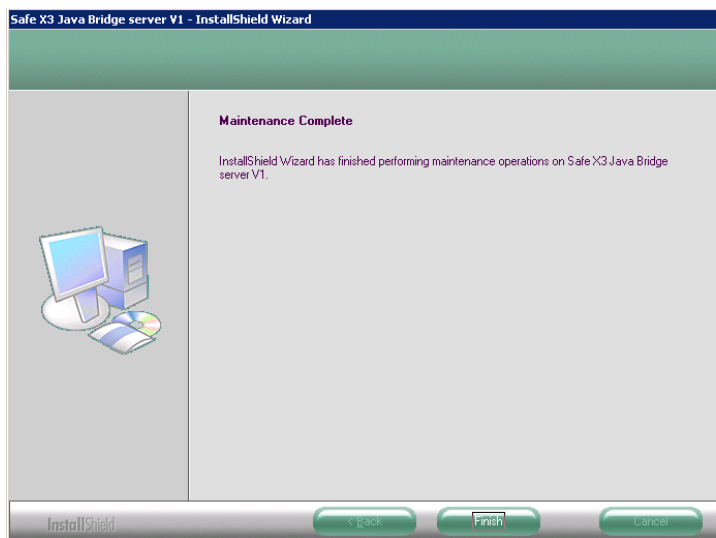 Safe X3 Java Bridge server V1 - InstallShield Wizard
Maintenance Complete
InstallShield Wizard has finished performing maintenance operations on Safe X3 Java Bridge
server V1.
InstallShield
< Back
Finish
Cancel